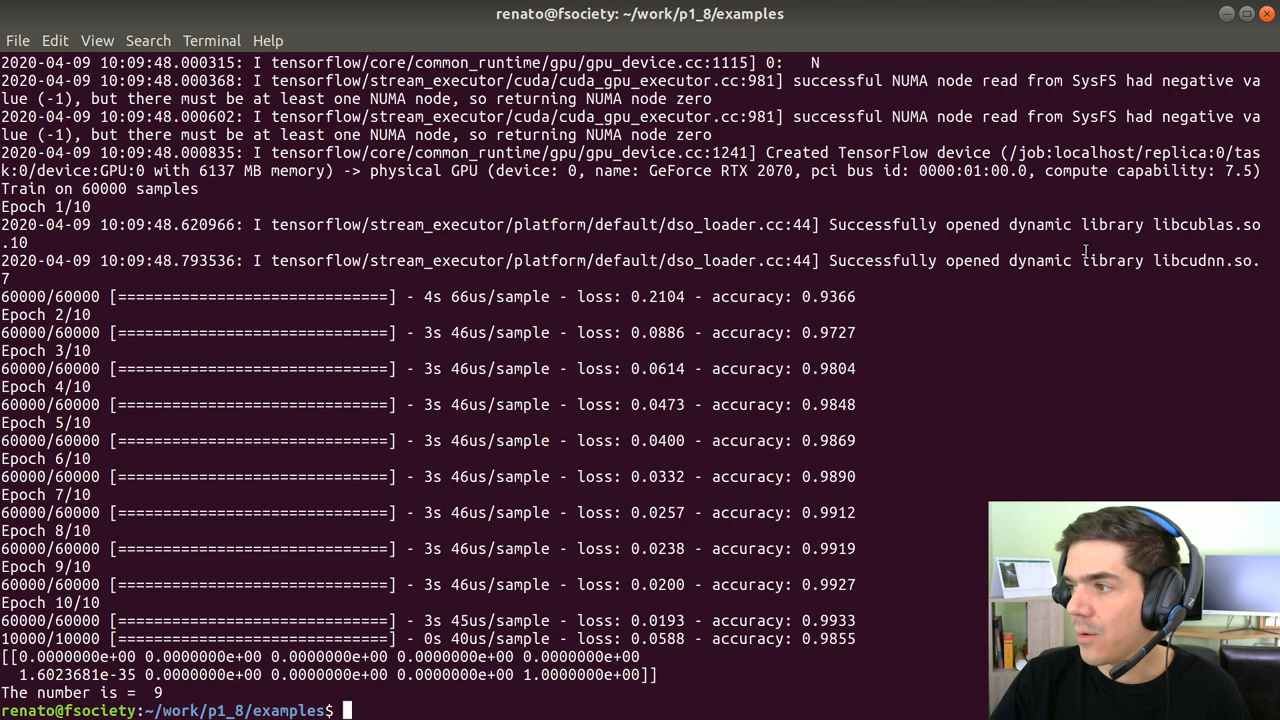 renato@fsociety: ~/work/p1_8/examples
File Edit View Search Terminal Help
2020-04-09 10:09:48.000315: I tensorflow/core/common_runtime/gpu/gpu_device.cc:1115] 0:   N
2020-04-09 10:09:48.000368: I tensorflow/stream_executor/cuda/cuda_gpu_executor.cc:981] successful NUMA node read from SysFS had negative va
lue (-1), but there must be at least one NUMA node, so returning NUMA node zero
2020-04-09 10:09:48.000602: I tensorflow/stream_executor/cuda/cuda_gpu_executor.cc:981] successful NUMA node read from SysFS had negative va
lue (-1), but there must be at least one NUMA node, so returning NUMA node zero
2020-04-09 10:09:48.000835: I tensorflow/core/common_runtime/gpu/gpu_device.cc:1241] Created TensorFlow device (/job:localhost/replica:0/tas
k:0/device:GPU:0 with 6137 MB memory) -> physical GPU (device: 0, name: GeForce RTX 2070, pci bus id: 0000:01:00.0, compute capability: 7.5)
Train on 60000 samples
Epoch 1/10
2020-04-09 10:09:48.620966: I tensorflow/stream_executor/platform/default/dso_loader.cc:44] Successfully opened dynamic library libcublas.so
.10
2020-04-09 10:09:48.793536: I tensorflow/stream_executor/platform/default/dso_loader.cc:44] Successfully opened dynamic library libcudnn.so.
7
60000/60000 [==============================] - 4s 66us/sample - loss: 0.2104 - accuracy: 0.9366
Epoch 2/10
60000/60000 [==============================] - 3s 46us/sample - loss: 0.0886 - accuracy: 0.9727
Epoch 3/10
60000/60000 [==============================] - 3s 46us/sample - loss: 0.0614 - accuracy: 0.9804
Epoch 4/10
60000/60000 [==============================] - 3s 46us/sample - loss: 0.0473 - accuracy: 0.9848
Epoch 5/10
60000/60000 [==============================] - 3s 46us/sample - loss: 0.0400 - accuracy: 0.9869
Epoch 6/10
60000/60000 [==============================] - 3s 46us/sample - loss: 0.0332 - accuracy: 0.9890
Epoch 7/10
60000/60000 [==============================] - 3s 46us/sample - loss: 0.0257 - accuracy: 0.9912
Epoch 8/10
60000/60000 [==============================] - 3s 46us/sample - loss: 0.0238 - accuracy: 0.9919
Epoch 9/10
60000/60000 [==============================] - 3s 46us/sample - loss: 0.0200 - accuracy: 0.9927
Epoch 10/10
60000/60000 [==============================] - 3s 45us/sample - loss: 0.0193 - accuracy: 0.9933
10000/10000 [==============================] - 0s 40us/sample - loss: 0.0588 - accuracy: 0.9855
[[0.0000000e+00 0.0000000e+00 0.0000000e+00 0.0000000e+00 0.0000000e+00
  1.6023681e-35 0.0000000e+00 0.0000000e+00 0.0000000e+00 1.0000000e+00]]
The number is =  9
renato@fsociety:~/work/p1_8/examples$